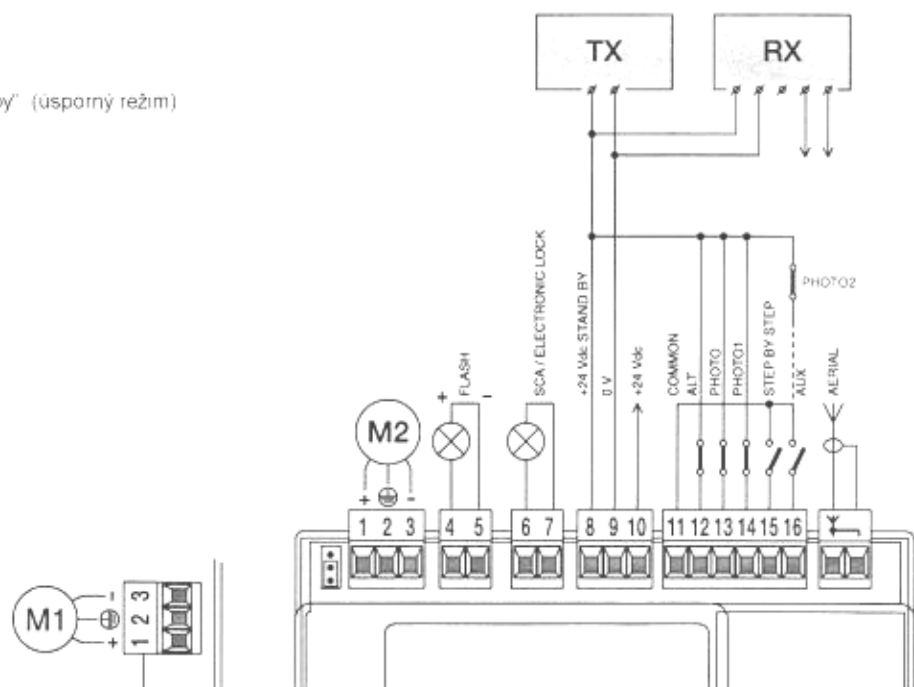 TX
RX
by" (úsporný režim)
PHOTO2
+
FLASH
-
SCA / ELECTRONIC LOCK
+24 Vdc STAND BY
0 V
+24 Vdc
COMMON
ALT
PHOTO
PHOTO1
STEP BY STEP
AUX
AERIAL
M2
+ -
1 2 3
4 5
6 7
8 9 10
11 12 13 14 15 16
M1
-
+
1 2 3